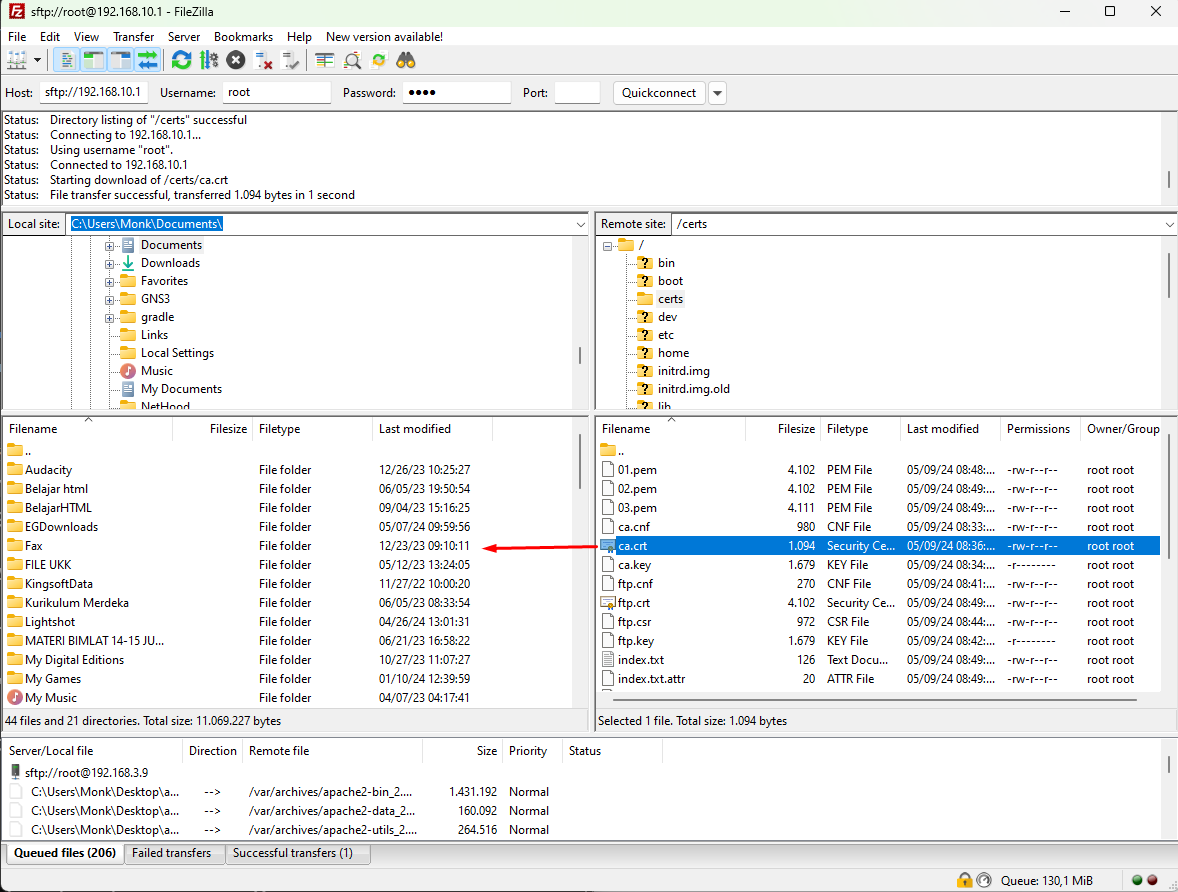 sftp://root@192.168.10.1 - FileZilla
File Edit View Transfer Server Bookmarks Help New version available!
Host: sftp://192.168.10.1 Username: root Password: ●●●● Port: Quickconnect
Status: Directory listing of "/certs" successful
Status: Connecting to 192.168.10.1...
Status: Using username "root".
Status: Connected to 192.168.10.1
Status: Starting download of /certs/ca.crt
Status: File transfer successful, transferred 1.094 bytes in 1 second
Local site: C:\Users\Monk\Documents\
Documents
Downloads
Favorites
GNS3
gradle
Links
Local Settings
Music
My Documents
NetHood
Remote site: /certs
/
bin
boot
certs
dev
etc
home
initrd.img
initrd.img.old
lib
Filename Filesize Filetype Last modified
..
Audacity File folder 12/26/23 10:25:27
Belajar html File folder 06/05/23 19:50:54
BelajarHTML File folder 09/04/23 15:16:25
EGDownloads File folder 05/07/24 09:59:56
Fax File folder 12/23/23 09:10:11
FILE UKK File folder 05/12/23 13:24:05
KingsoftData File folder 11/27/22 10:00:20
Kurikulum Merdeka File folder 06/05/23 08:33:54
Lightshot File folder 04/26/24 13:01:31
MATERI BIMLAT 14-15 JU... File folder 06/21/23 16:58:22
My Digital Editions File folder 10/27/23 11:07:27
My Games File folder 01/10/24 12:39:59
My Music File folder 04/07/23 04:17:41
44 files and 21 directories. Total size: 11.069.227 bytes
Filename Filesize Filetype Last modified Permissions Owner/Group
..
01.pem 4.102 PEM File 05/09/24 08:48:... -rw-r--r-- root root
02.pem 4.102 PEM File 05/09/24 08:49:... -rw-r--r-- root root
03.pem 4.111 PEM File 05/09/24 08:49:... -rw-r--r-- root root
ca.cnf 980 CNF File 05/09/24 08:33:... -rw-r--r-- root root
ca.crt 1.094 Security Ce... 05/09/24 08:36:... -rw-r--r-- root root
ca.key 1.679 KEY File 05/09/24 08:34:... -r-------- root root
ftp.cnf 270 CNF File 05/09/24 08:41:... -rw-r--r-- root root
ftp.crt 4.102 Security Ce... 05/09/24 08:49:... -rw-r--r-- root root
ftp.csr 972 CSR File 05/09/24 08:44:... -rw-r--r-- root root
ftp.key 1.679 KEY File 05/09/24 08:42:... -r-------- root root
index.txt 126 Text Docu... 05/09/24 08:49:... -rw-r--r-- root root
index.txt.attr 20 ATTR File 05/09/24 08:49:... -rw-r--r-- root root
Selected 1 file. Total size: 1.094 bytes
Server/Local file Direction Remote file Size Priority Status
sftp://root@192.168.3.9
C:\Users\Monk\Desktop\a... --> /var/archives/apache2-bin_2.... 1.431.192 Normal
C:\Users\Monk\Desktop\a... --> /var/archives/apache2-data_2... 160.092 Normal
C:\Users\Monk\Desktop\a... --> /var/archives/apache2-utils_2.... 264.516 Normal
Queued files (206) Failed transfers Successful transfers (1)
Queue: 130,1 MiB